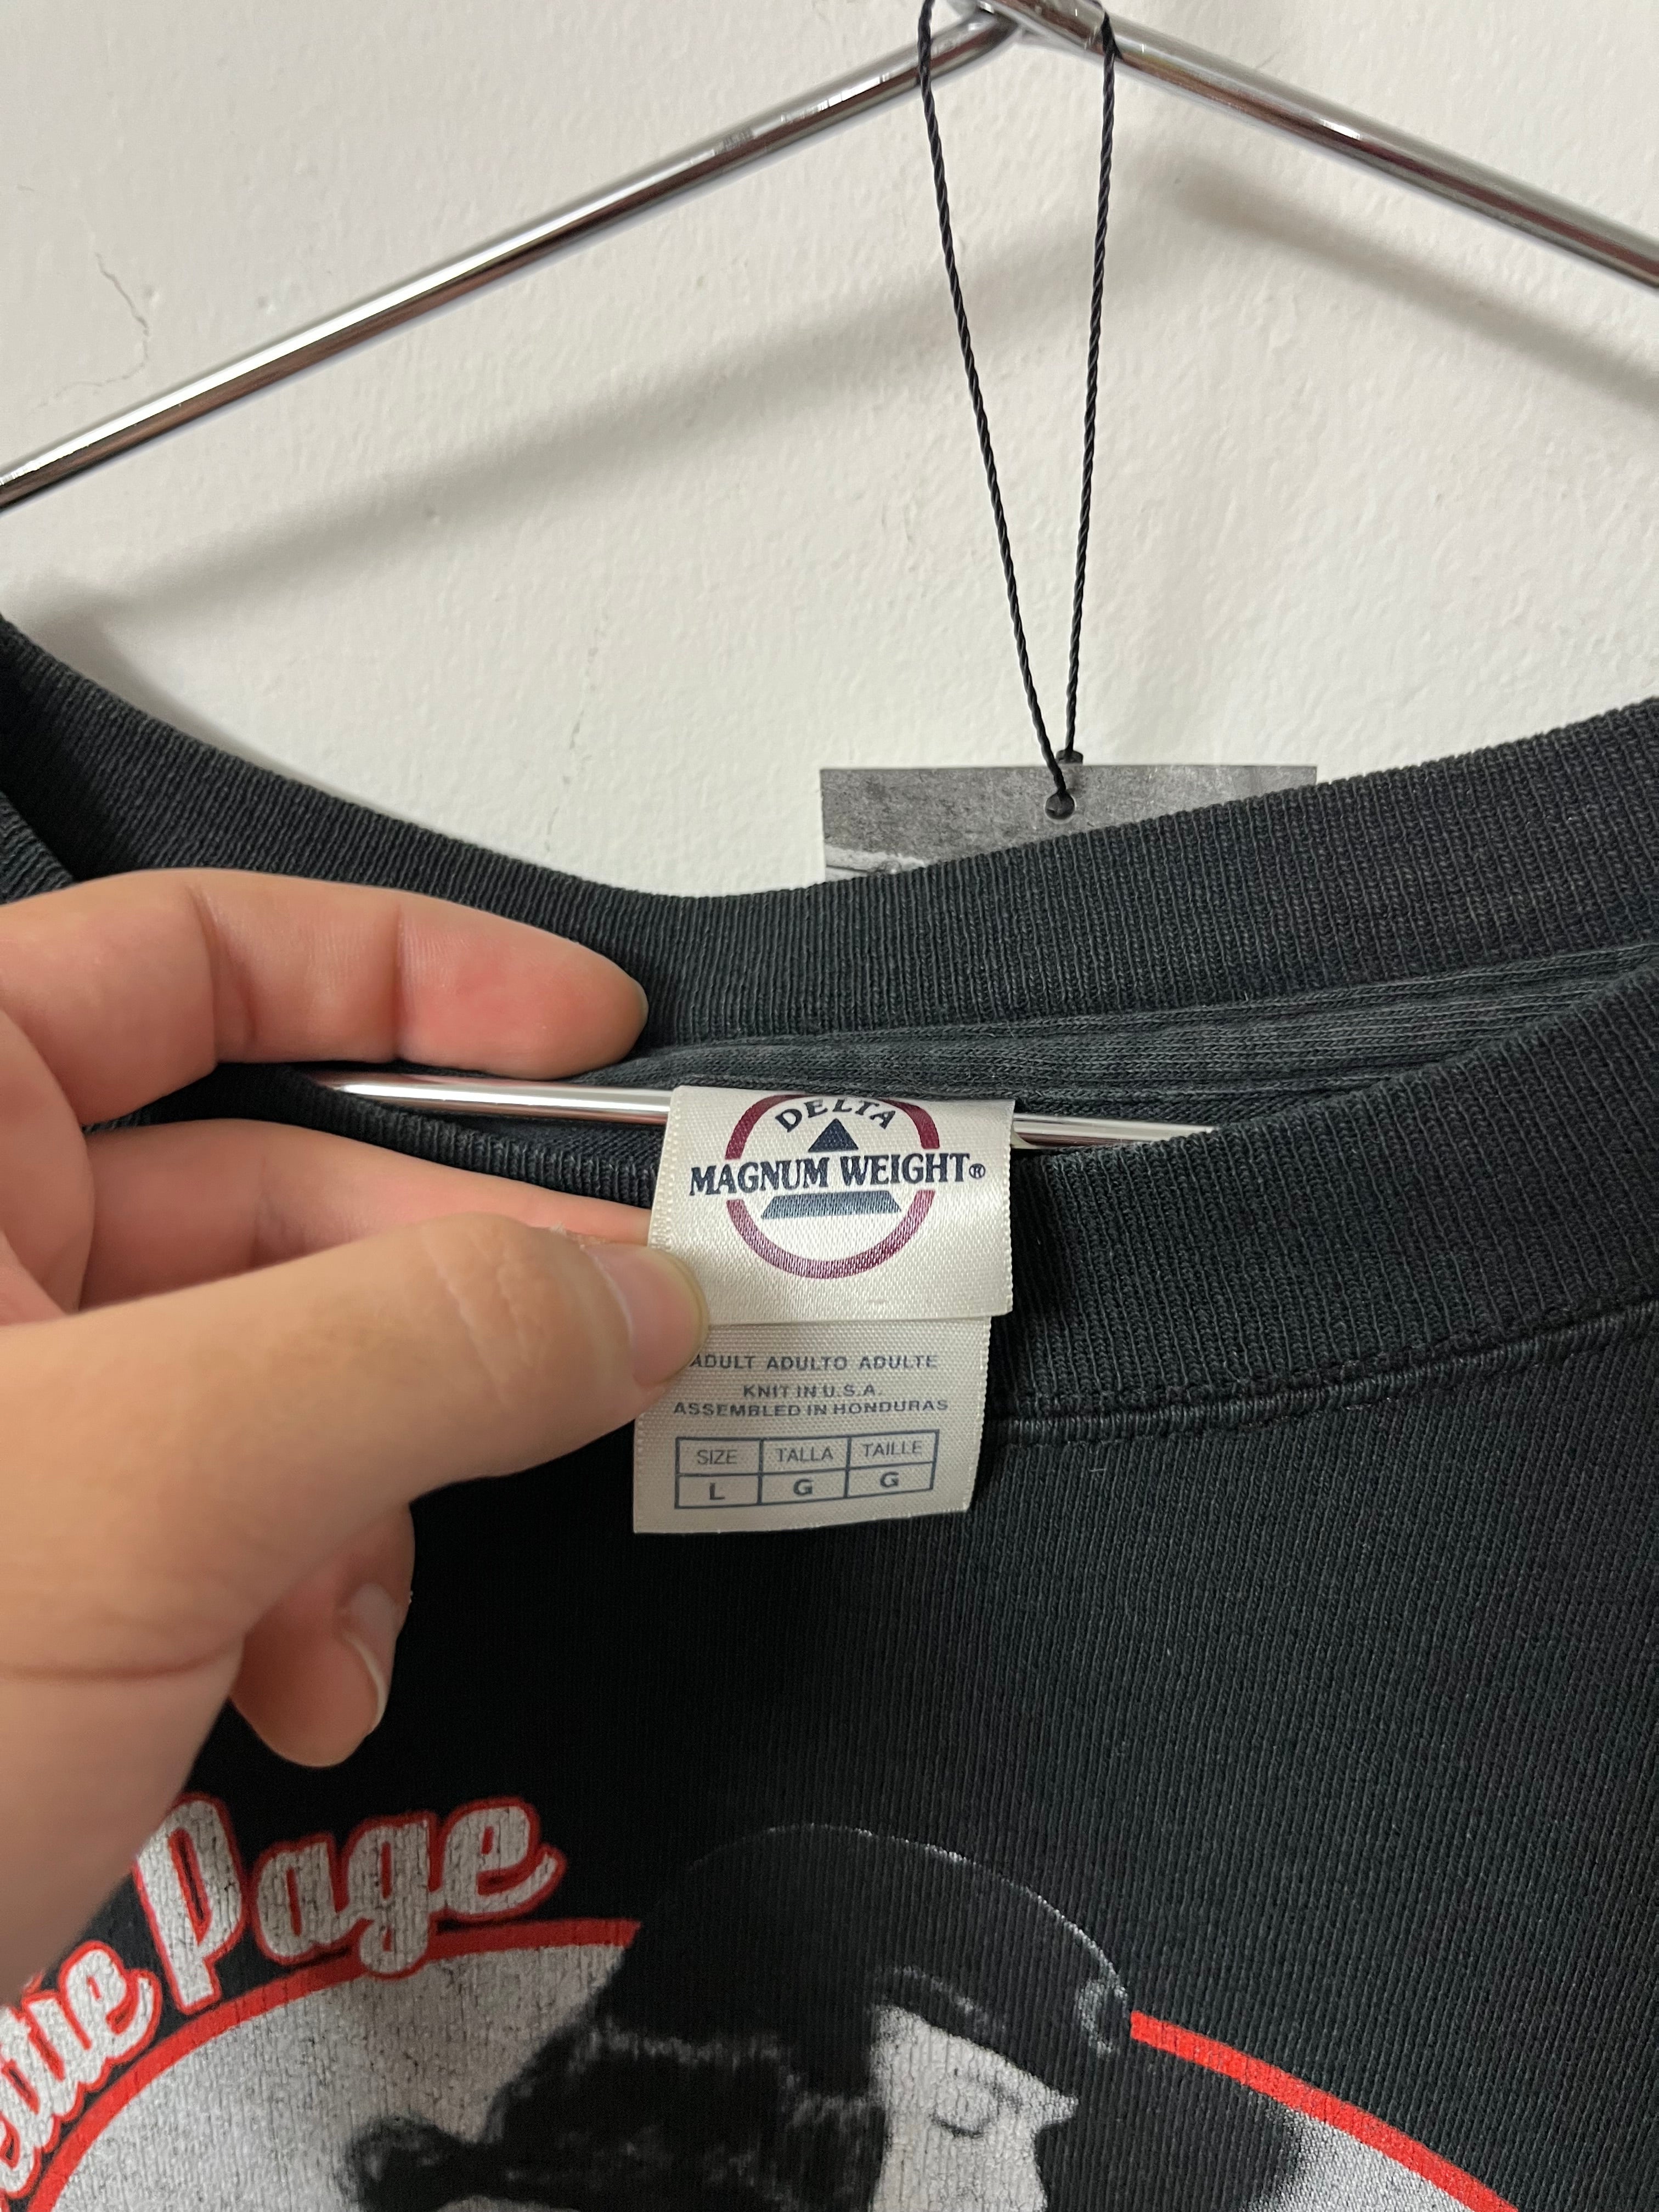 DELTA
MAGNUM WEIGHT®
ADULT ADULTO ADULTE
KNIT IN U.S.A.
ASSEMBLED IN HONDURAS
SIZE TALLA TAILLE
L G G
Page